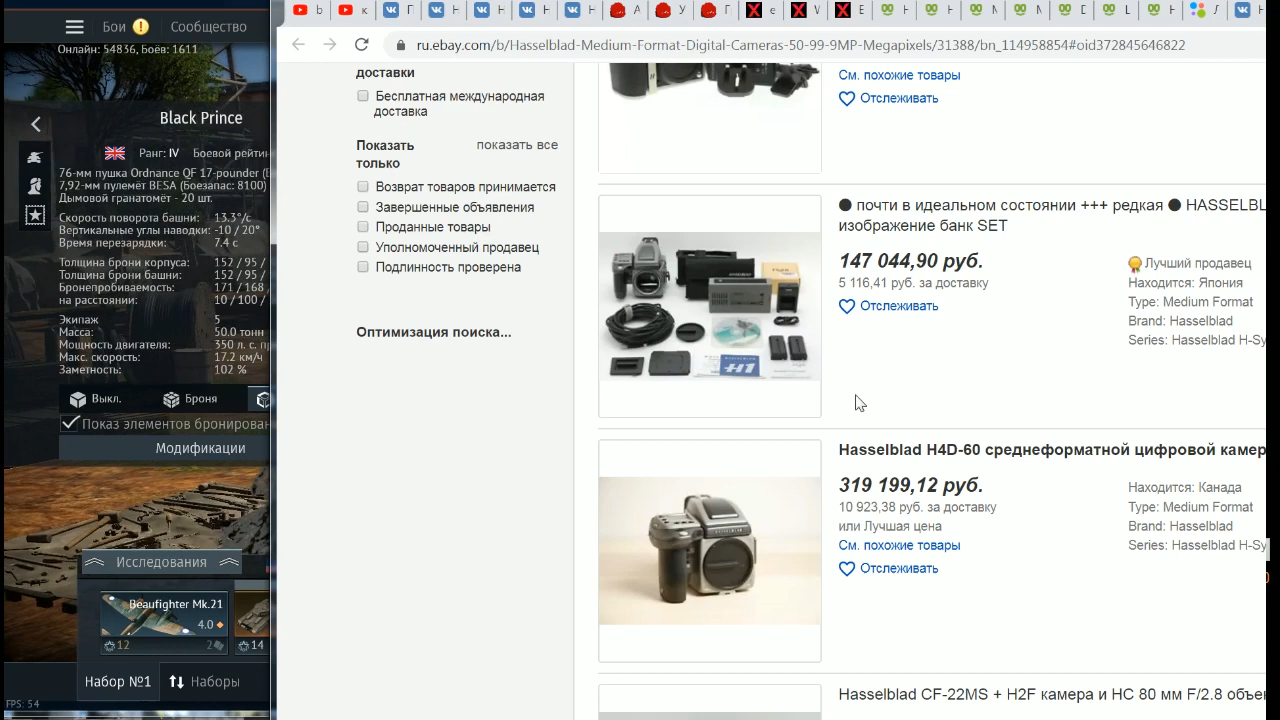 Бои
Сообщество
Онлайн: 54836, Боёв: 1611
Black Prince
Ранг: IV Боевой рейтин
76-мм пушка Ordnance QF 17-pounder (
7,92-мм пулемёт BESA (Боезапас: 8100)
Дымовой гранатомёт - 20 шт.
Скорость поворота башни: 13.3°/с
Вертикальные углы наводки: -10 / 20°
Время перезарядки: 7.4 с
Толщина брони корпуса: 152 / 95 /
Толщина брони башни: 152 / 95 /
Бронепробиваемость: 171 / 168 /
на расстоянии: 10 / 100 /
Экипаж 5
Масса: 50.0 тонн
Мощность двигателя: 350 л. с. п
Макс. скорость: 17.2 км/ч
Заметность: 102 %
Выкл.
Броня
Показ элементов бронирован
Модификации
Исследования
Beaufighter Mk.21
4.0
12
2
14
Набор №1
Наборы
FPS: 54
ru.ebay.com/b/Hasselblad-Medium-Format-Digital-Cameras-50-99-9MP-Megapixels/31388/bn_114958854#oid372845646822
доставки
Бесплатная международная
доставка
Показать
только
показать все
Возврат товаров принимается
Завершенные объявления
Проданные товары
Уполномоченный продавец
Подлинность проверена
Оптимизация поиска...
См. похожие товары
Отслеживать
● почти в идеальном состоянии +++ редкая ● HASSELBL
изображение банк SET
147 044,90 руб.
5 116,41 руб. за доставку
Отслеживать
Лучший продавец
Находится: Япония
Type: Medium Format
Brand: Hasselblad
Series: Hasselblad H-Sy
H1
Hasselblad H4D-60 среднеформатной цифровой камер
319 199,12 руб.
10 923,38 руб. за доставку
или Лучшая цена
См. похожие товары
Отслеживать
Находится: Канада
Type: Medium Format
Brand: Hasselblad
Series: Hasselblad H-Sy
Hasselblad CF-22MS + H2F камера и HC 80 мм F/2.8 объе